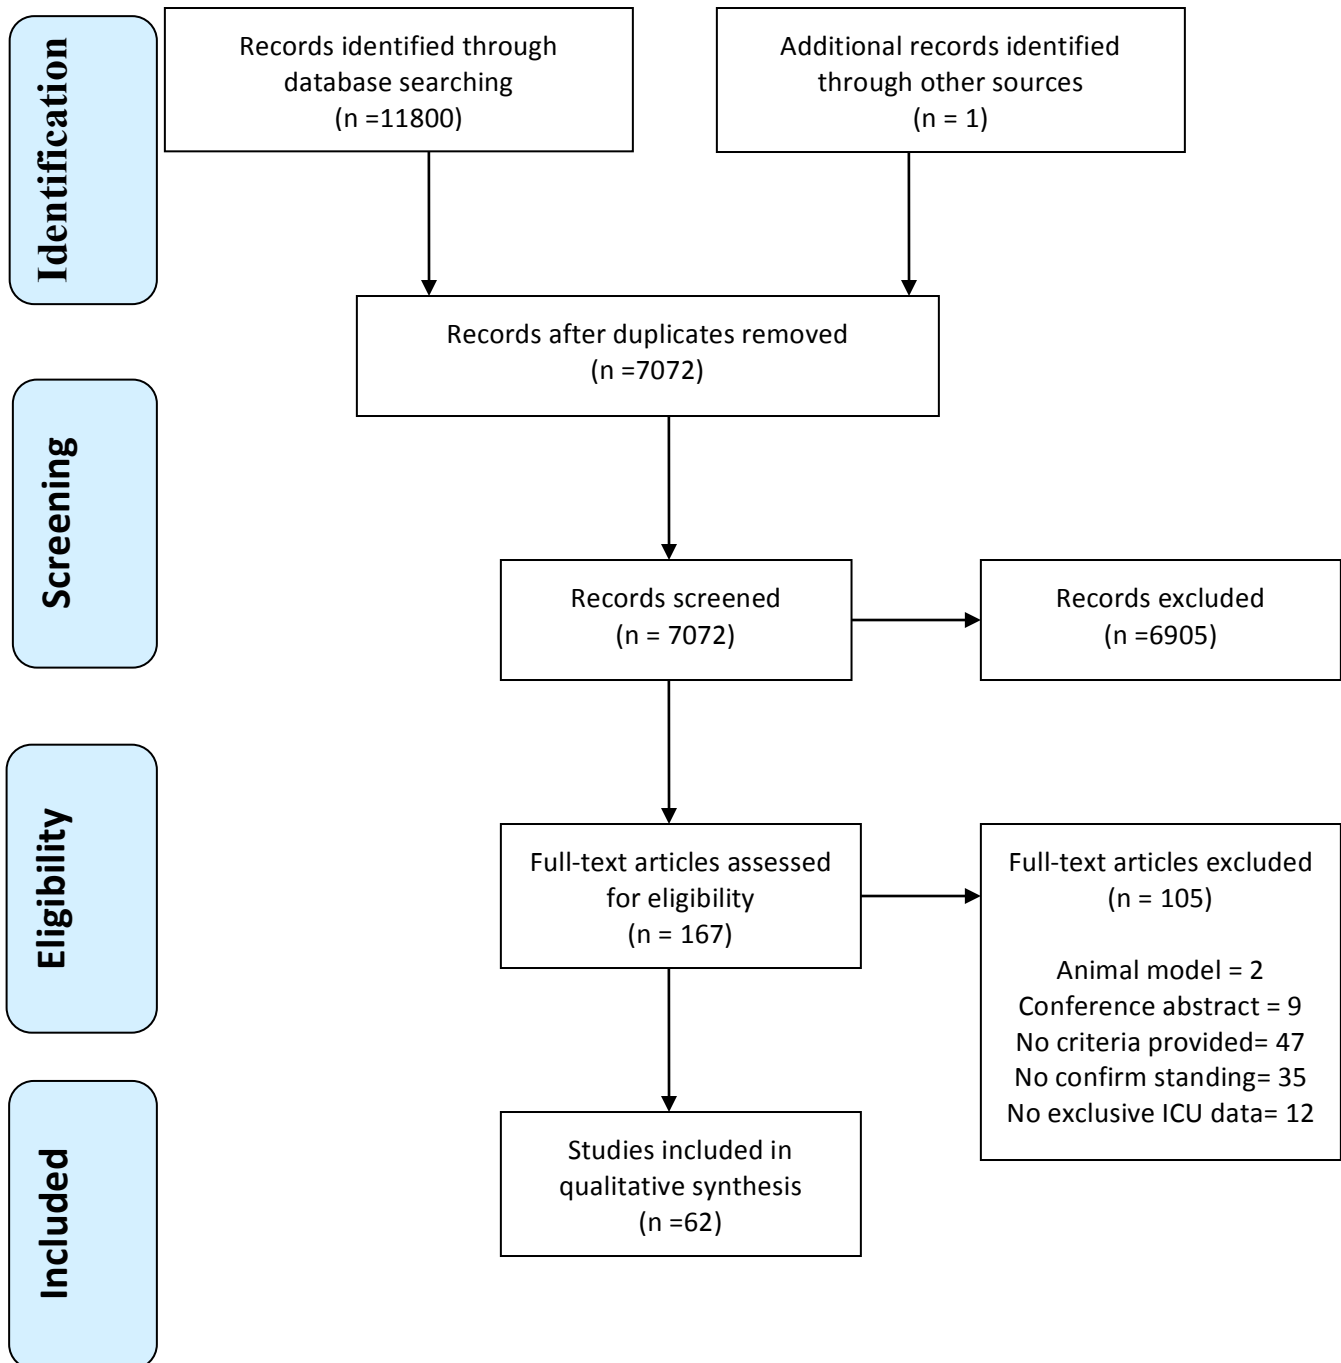 Identification
Records identified through
database searching
(n =11800)
Additional records identified
through other sources
(n = 1)
Records after duplicates removed
(n =7072)
Screening
Records screened
(n = 7072)
Records excluded
(n =6905)
Eligibility
Full-text articles assessed
for eligibility
(n = 167)
Full-text articles excluded
(n = 105)
Animal model = 2
Conference abstract = 9
No criteria provided= 47
No confirm standing= 35
No exclusive ICU data= 12
Included
Studies included in
qualitative synthesis
(n =62)